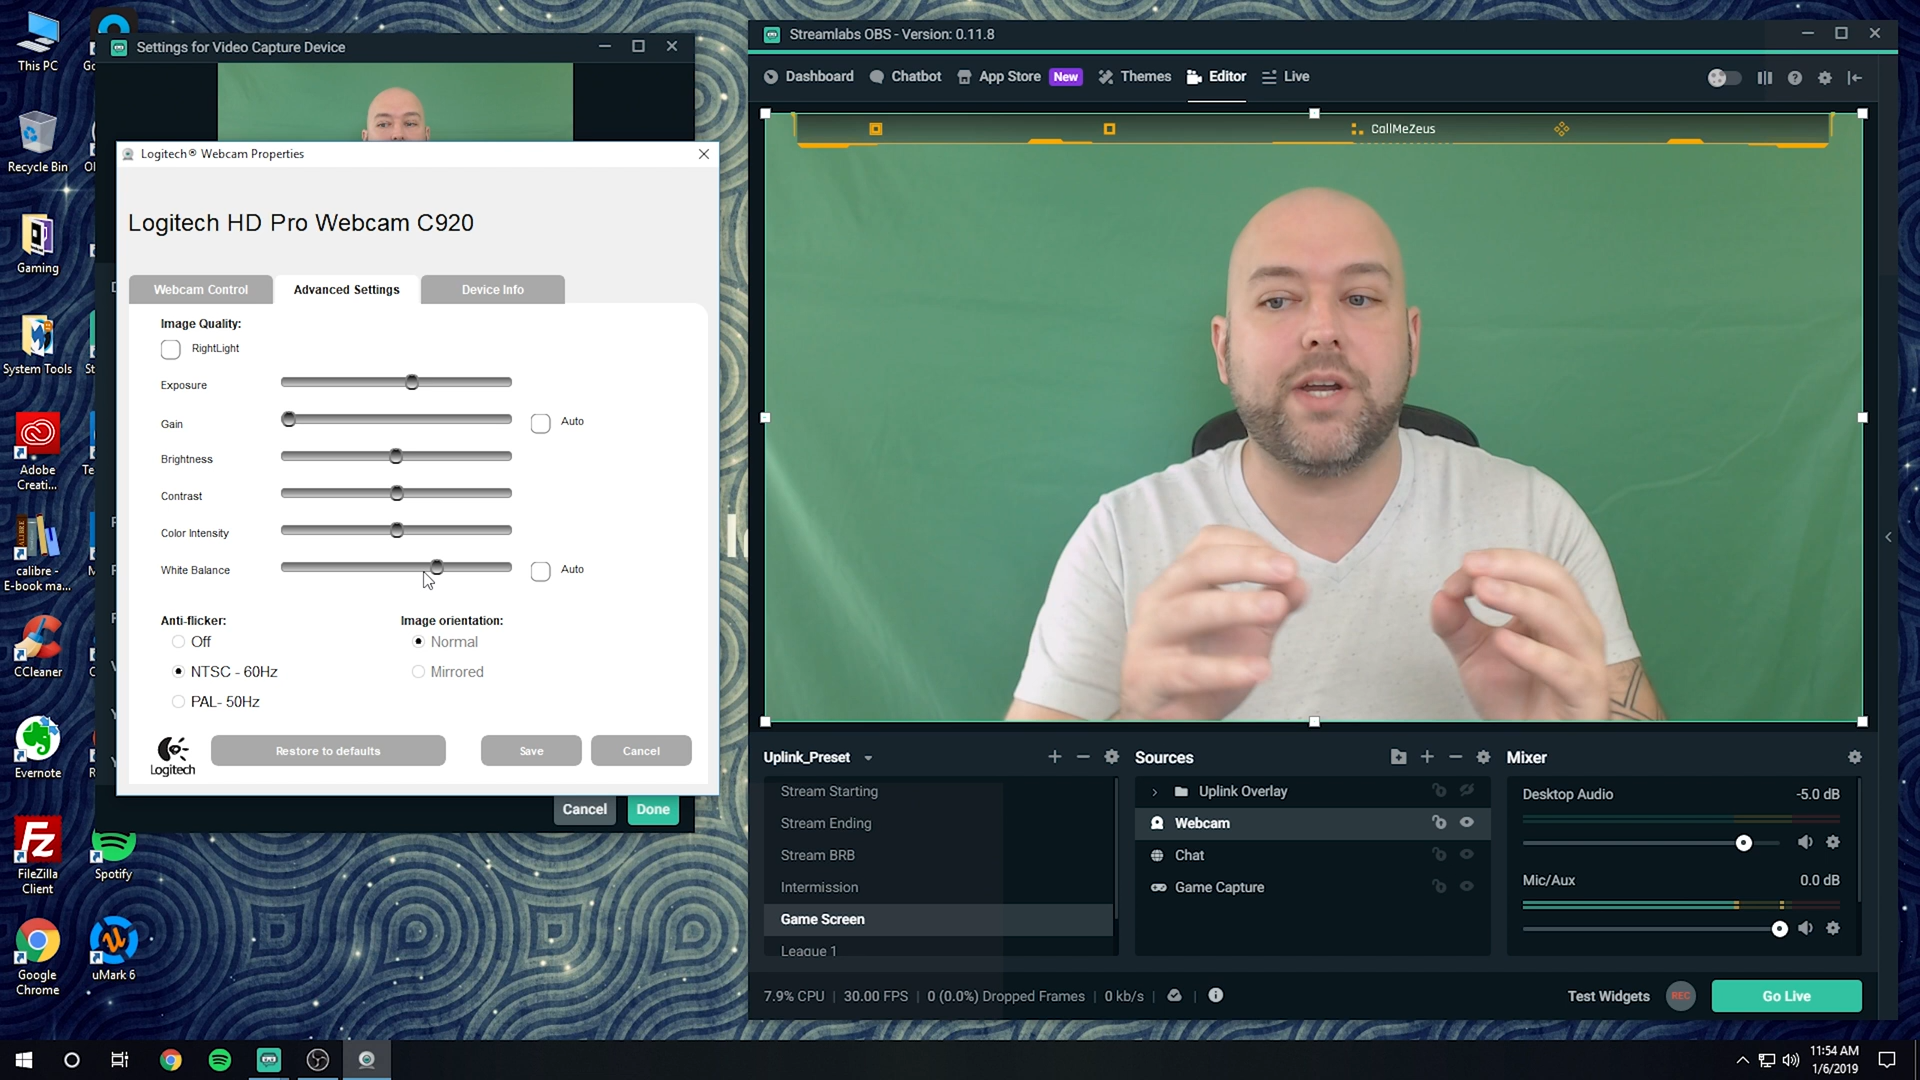 This PC
Recycle Bin
Gaming
System Tools
Adobe
Creati...
calibre -
E-book ma...
CCleaner
Evernote
FileZilla
Client
Spotify
Google
Chrome
uMark 6
Settings for Video Capture Device
Logitech® Webcam Properties
Logitech HD Pro Webcam C920
Webcam Control
Advanced Settings
Device Info
Image Quality:
RightLight
Exposure
Gain
Auto
Brightness
Contrast
Color Intensity
White Balance
Auto
Anti-flicker:
Off
NTSC - 60Hz
PAL- 50Hz
Image orientation:
Normal
Mirrored
Logitech
Restore to defaults
Save
Cancel
Cancel
Done
Streamlabs OBS - Version: 0.11.8
Dashboard
Chatbot
App Store
New
Themes
Editor
Live
CallMeZeus
Uplink_Preset
Stream Starting
Stream Ending
Stream BRB
Intermission
Game Screen
League 1
Sources
Uplink Overlay
Webcam
Chat
Game Capture
Mixer
Desktop Audio
-5.0 dB
Mic/Aux
0.0 dB
7.9% CPU | 30.00 FPS | 0 (0.0%) Dropped Frames | 0 kb/s
Test Widgets
REC
Go Live
11:54 AM
1/6/2019